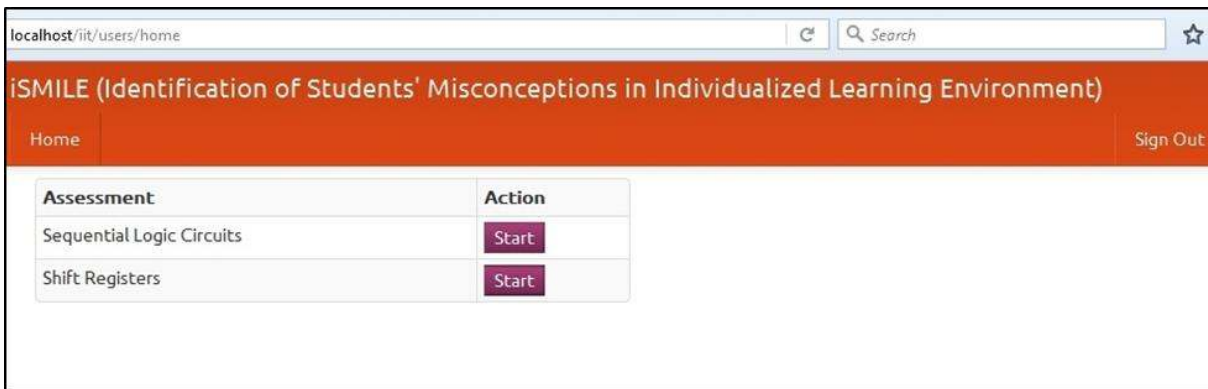 localhost/iit/users/home
Search
iSMILE (Identification of Students' Misconceptions in Individualized Learning Environment)
Home Sign Out
Assessment Action
Sequential Logic Circuits Start
Shift Registers Start